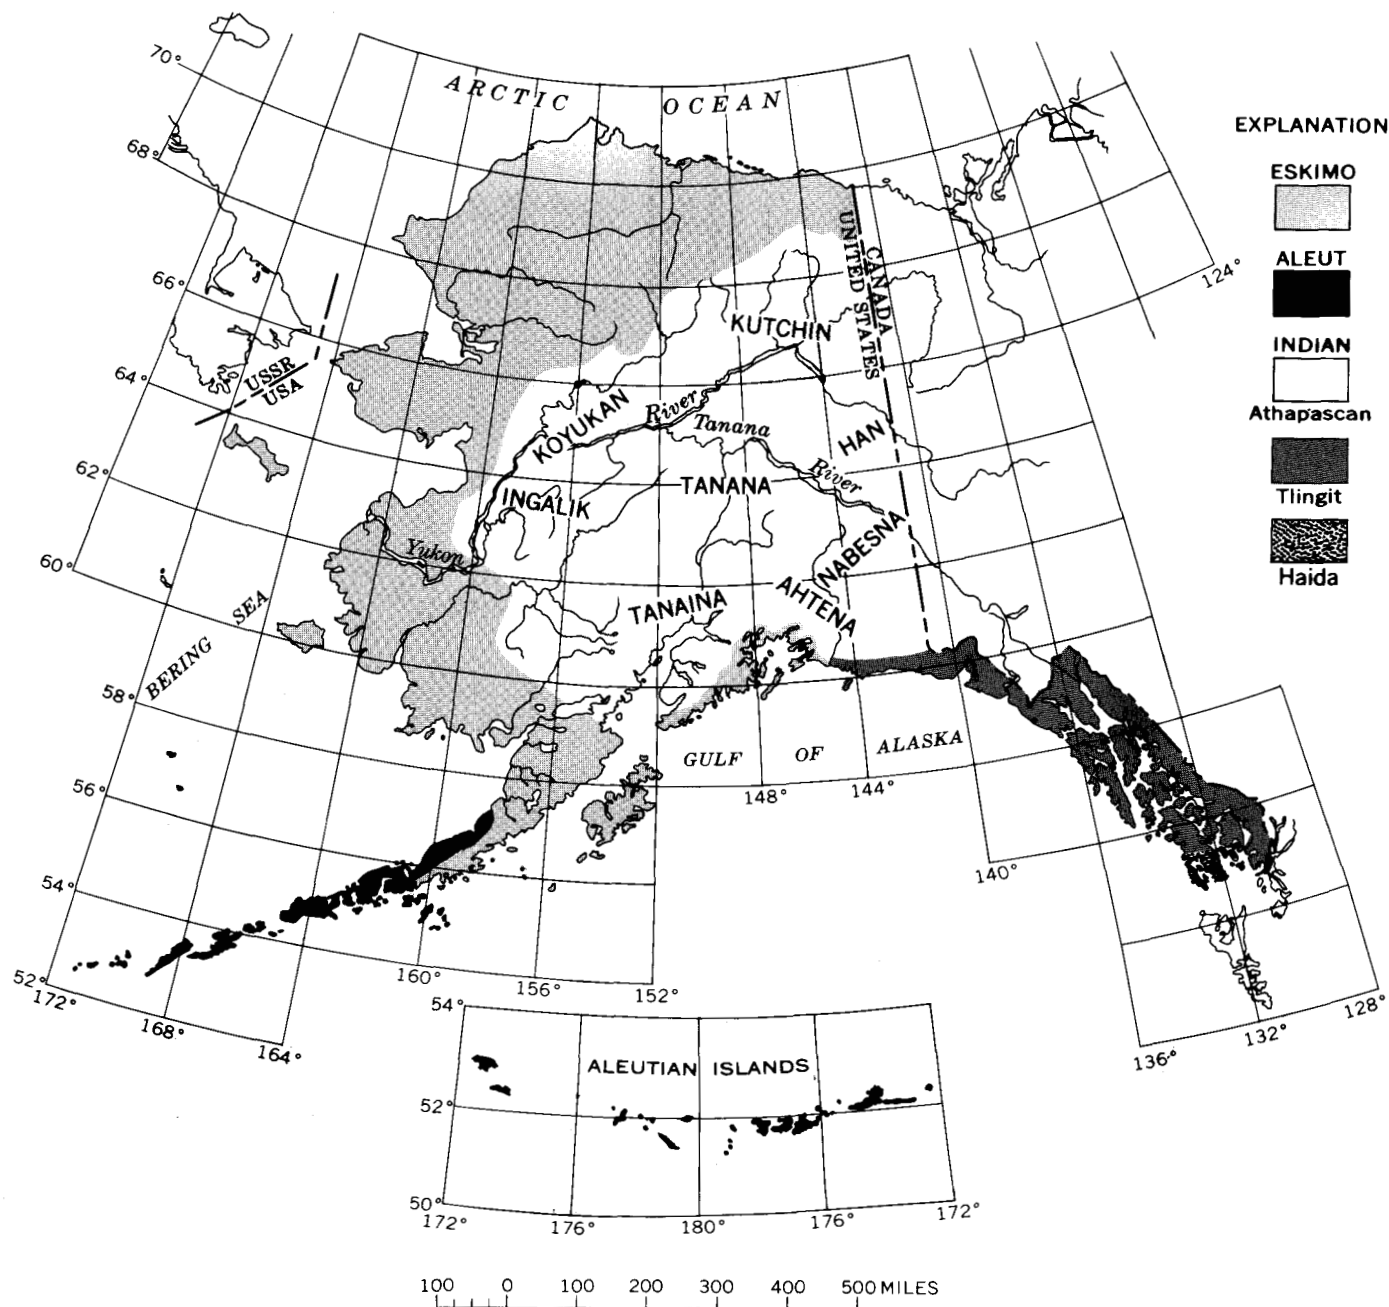 ARCTIC OCEAN
70°
68°
66°
64°
62°
60°
58°
56°
54°
52°
172°
168°
164°
160°
156°
152°
148°
144°
140°
136°
132°
128°
124°
EXPLANATION
ESKIMO
ALEUT
INDIAN
Athapascan
Tlingit
Haida
CANADA
UNITED STATES
USSR
USA
KUTCHIN
KOYUKAN
River
Tanana
River
HAN
TANANA
INGALIK
Yukon
NABESNA
AHTENA
TANAINA
BERING SEA
GULF OF ALASKA
54°
ALEUTIAN ISLANDS
52°
50°
172°
176°
180°
176°
172°
100 0 100 200 300 400 500 MILES